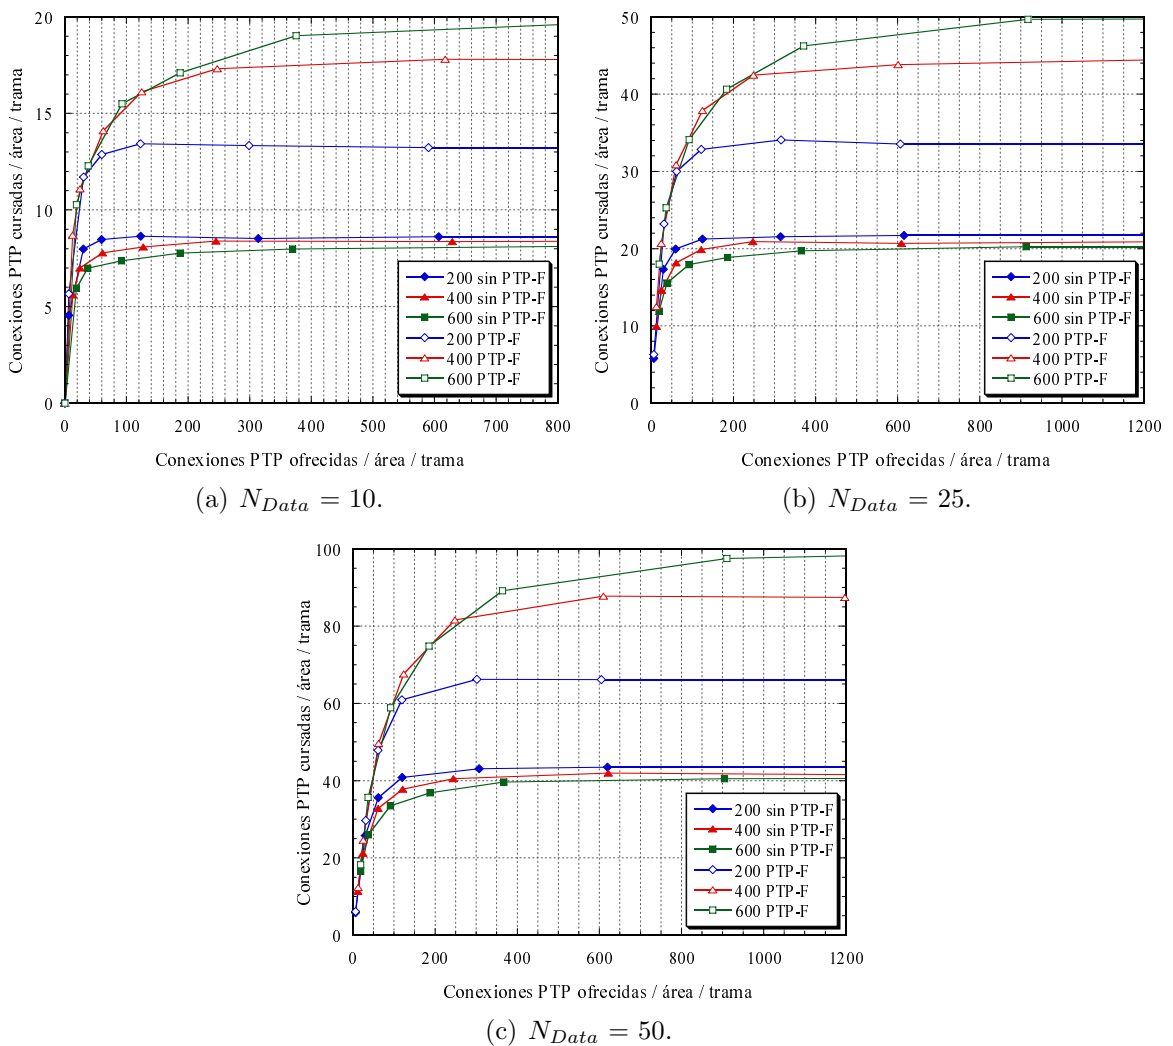 20
15
10
5
0
Conexiones PTP cursadas / área / trama
200 sin PTP-F
400 sin PTP-F
600 sin PTP-F
200 PTP-F
400 PTP-F
600 PTP-F
0 100 200 300 400 500 600 700 800
Conexiones PTP ofrecidas / área / trama
(a) N_Data = 10.
50
40
30
20
10
0
Conexiones PTP cursadas / área / trama
200 sin PTP-F
400 sin PTP-F
600 sin PTP-F
200 PTP-F
400 PTP-F
600 PTP-F
0 200 400 600 800 1000 1200
Conexiones PTP ofrecidas / área / trama
(b) N_Data = 25.
100
80
60
40
20
0
Conexiones PTP cursadas / área / trama
200 sin PTP-F
400 sin PTP-F
600 sin PTP-F
200 PTP-F
400 PTP-F
600 PTP-F
0 200 400 600 800 1000 1200
Conexiones PTP ofrecidas / área / trama
(c) N_Data = 50.